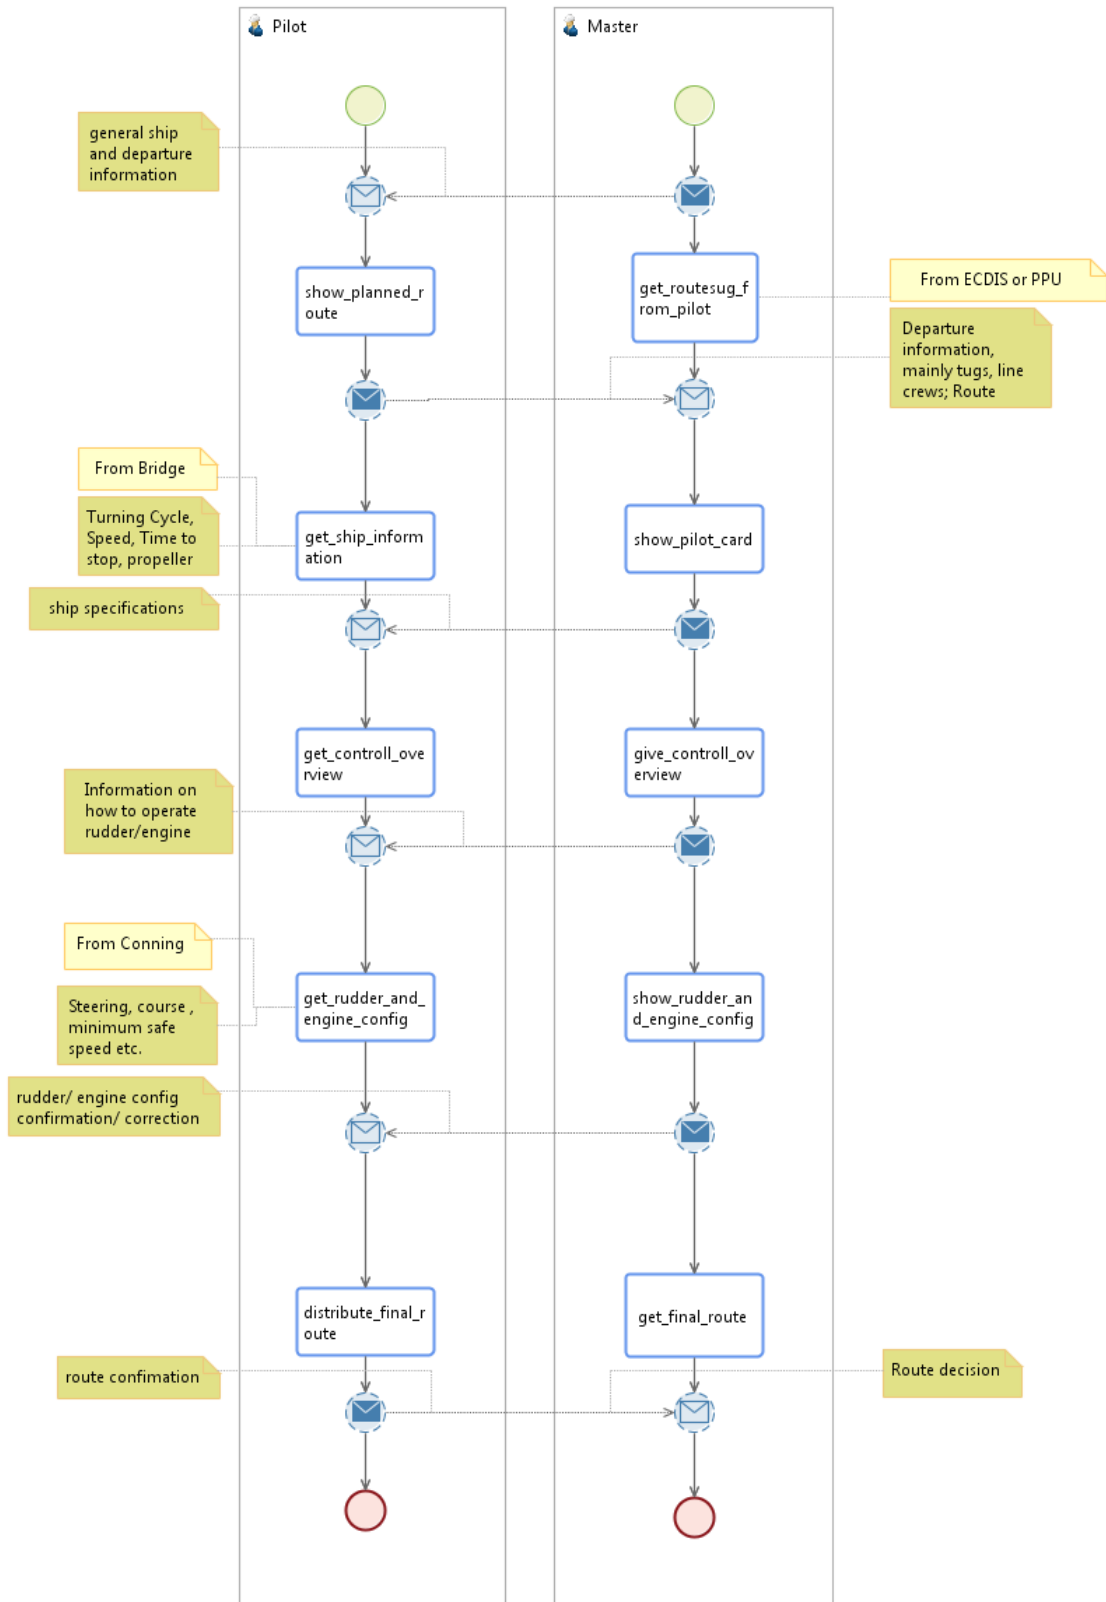 Pilot
Master
general ship
and departure
information
show_planned_r
oute
get_routesug_f
rom_pilot
From ECDIS or PPU
Departure
information,
mainly tugs, line
crews; Route
From Bridge
Turning Cycle,
Speed, Time to
stop, propeller
get_ship_inform
ation
show_pilot_card
ship specifications
get_controll_ove
rview
give_controll_ov
erview
Information on
how to operate
rudder/engine
From Conning
Steering, course ,
minimum safe
speed etc.
get_rudder_and_
engine_config
show_rudder_an
d_engine_config
rudder/ engine config
confirmation/ correction
distribute_final_r
oute
get_final_route
route confimation
Route decision